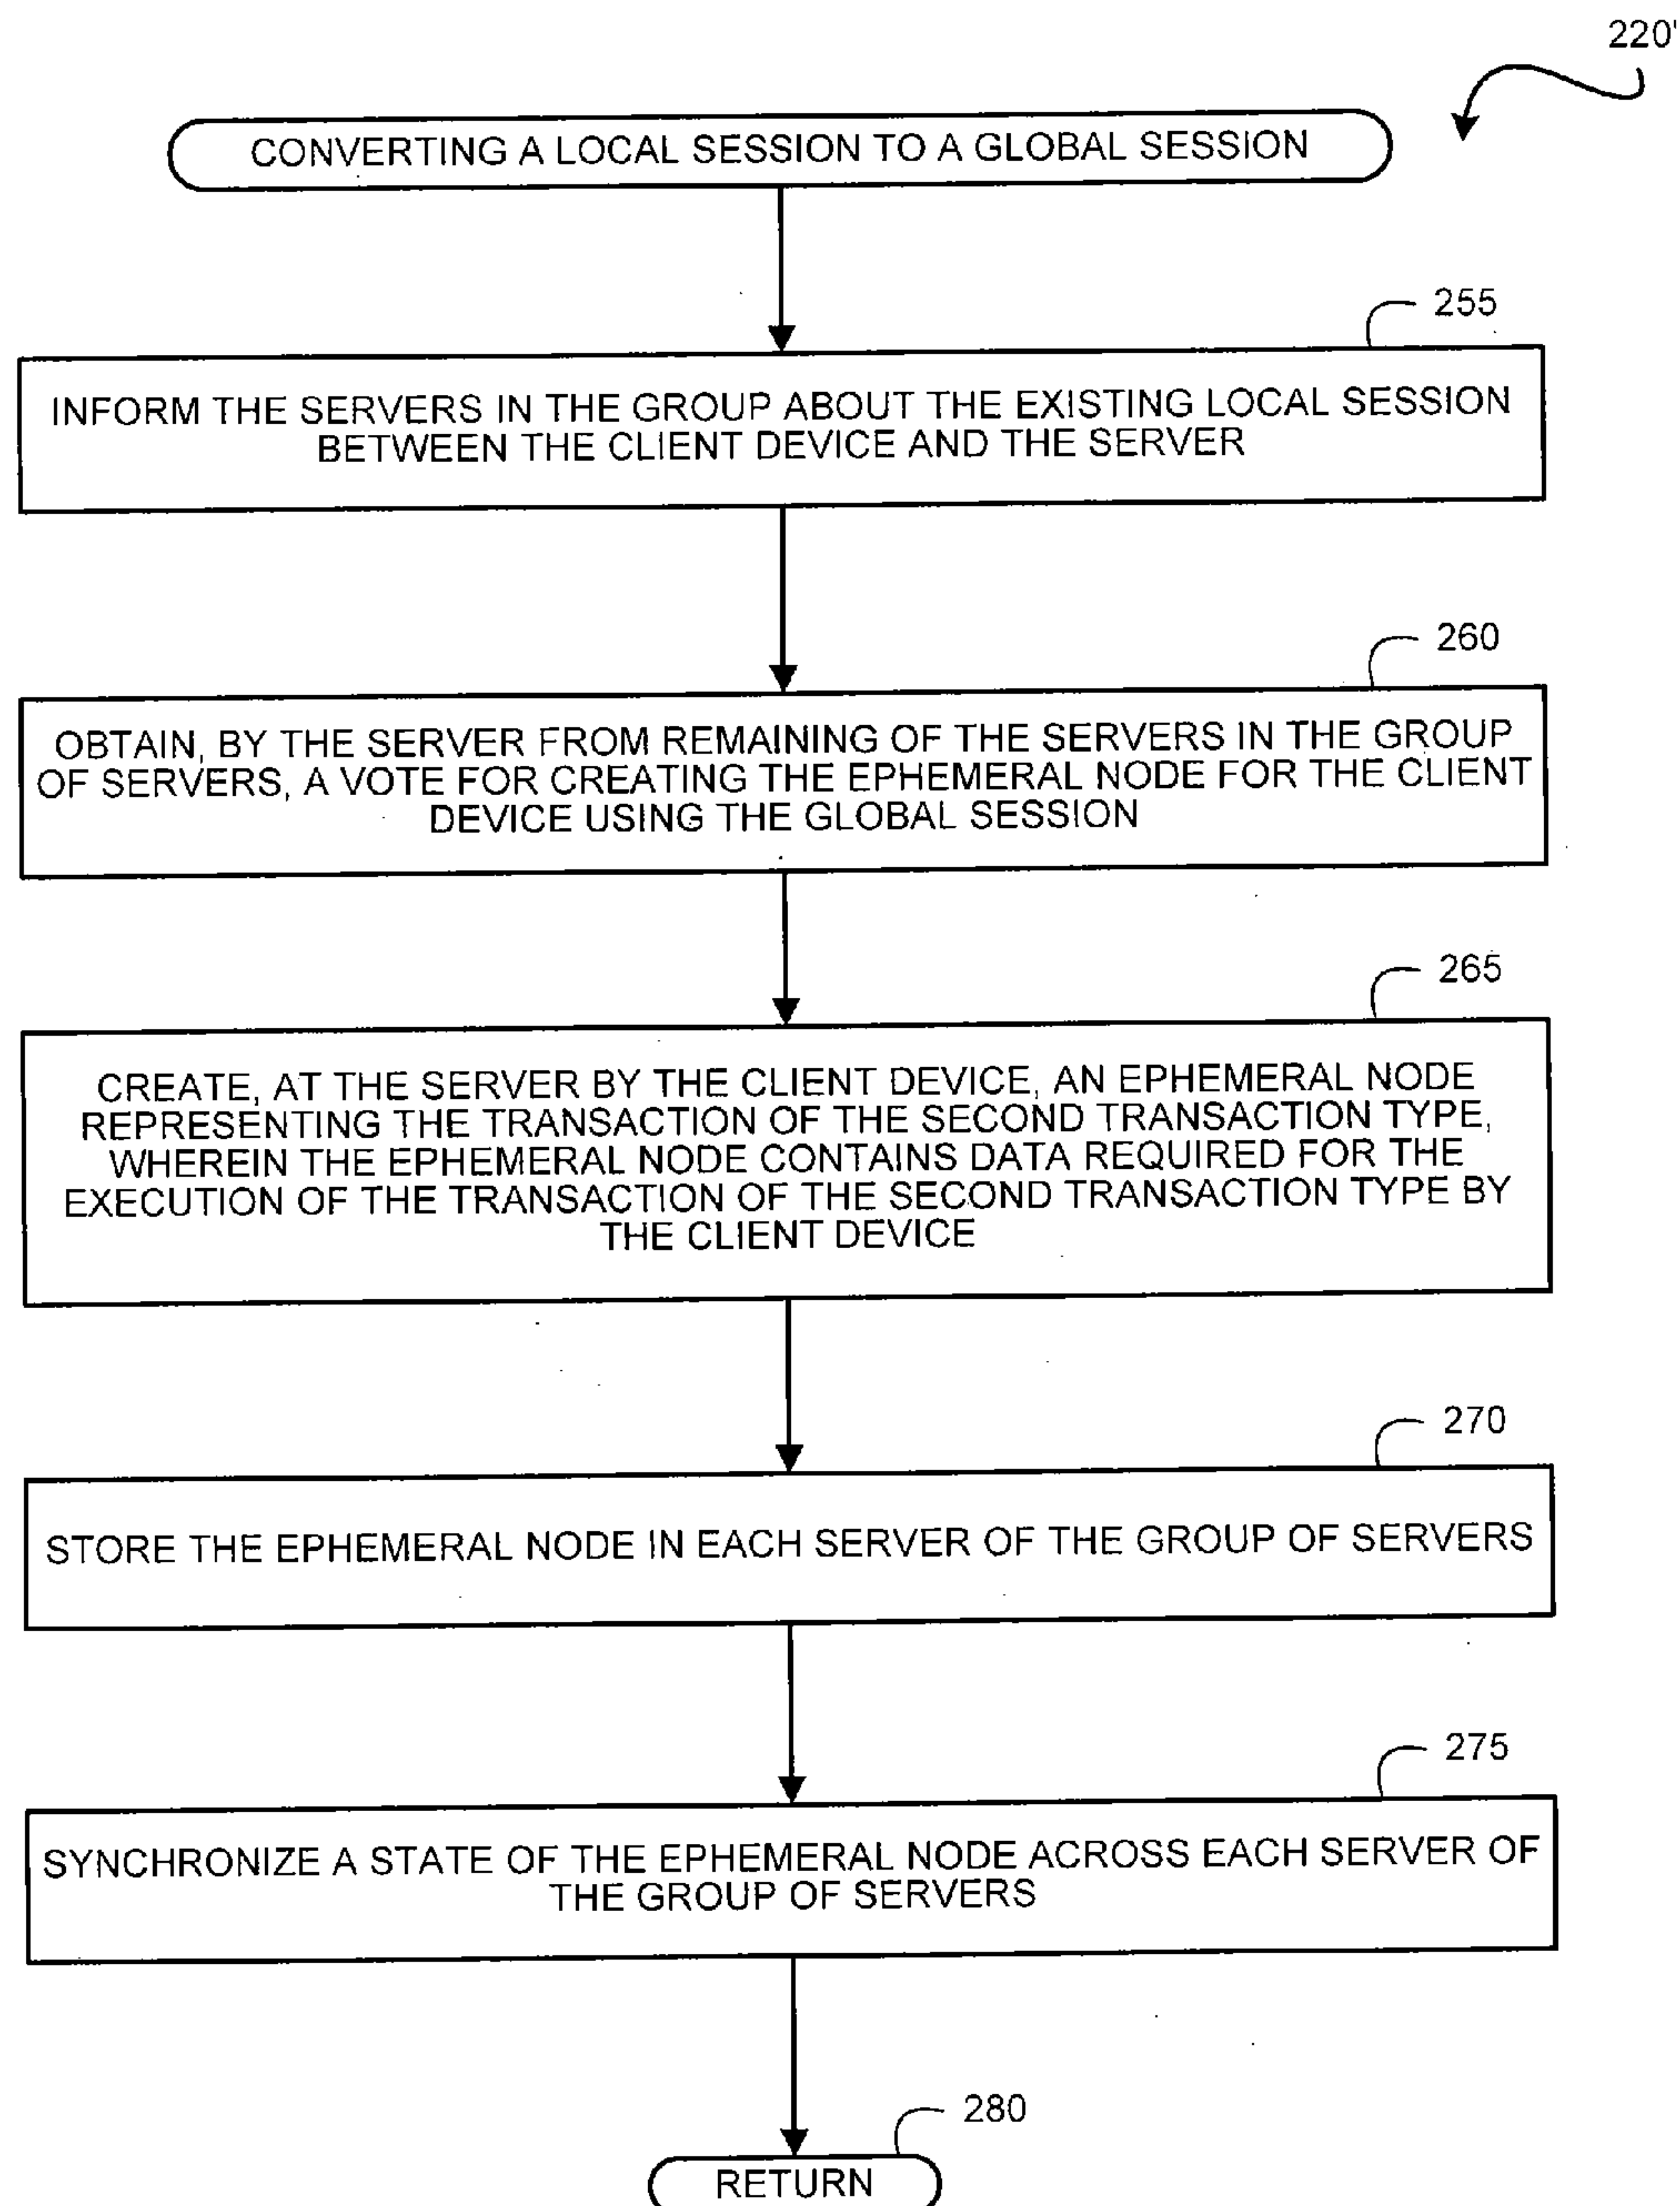 220'
CONVERTING A LOCAL SESSION TO A GLOBAL SESSION
255
INFORM THE SERVERS IN THE GROUP ABOUT THE EXISTING LOCAL SESSION
BETWEEN THE CLIENT DEVICE AND THE SERVER
260
OBTAIN, BY THE SERVER FROM REMAINING OF THE SERVERS IN THE GROUP
OF SERVERS, A VOTE FOR CREATING THE EPHEMERAL NODE FOR THE CLIENT
DEVICE USING THE GLOBAL SESSION
265
CREATE, AT THE SERVER BY THE CLIENT DEVICE, AN EPHEMERAL NODE
REPRESENTING THE TRANSACTION OF THE SECOND TRANSACTION TYPE,
WHEREIN THE EPHEMERAL NODE CONTAINS DATA REQUIRED FOR THE
EXECUTION OF THE TRANSACTION OF THE SECOND TRANSACTION TYPE BY
THE CLIENT DEVICE
270
STORE THE EPHEMERAL NODE IN EACH SERVER OF THE GROUP OF SERVERS
275
SYNCHRONIZE A STATE OF THE EPHEMERAL NODE ACROSS EACH SERVER OF
THE GROUP OF SERVERS
280
RETURN